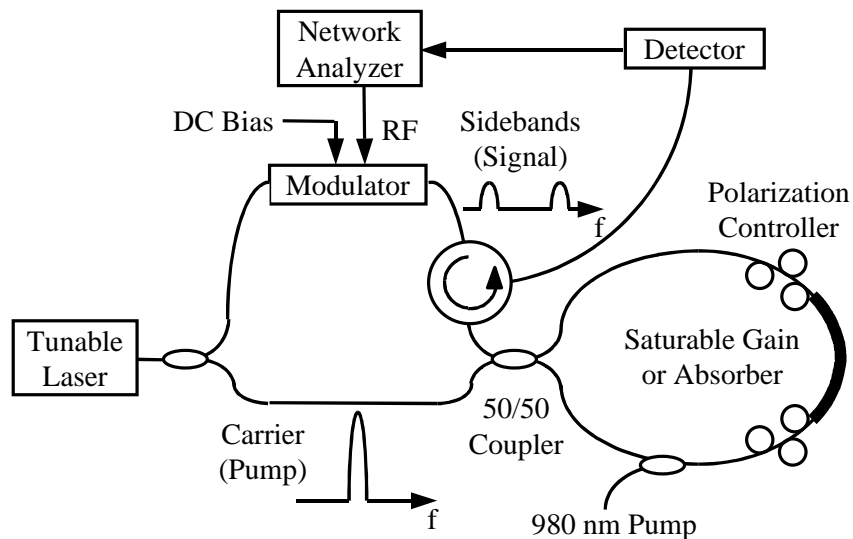 Network
Analyzer
Detector
DC Bias
RF
Sidebands
(Signal)
Modulator
f
Polarization
Controller
Tunable
Laser
Saturable Gain
or Absorber
50/50
Coupler
Carrier
(Pump)
f
980 nm Pump